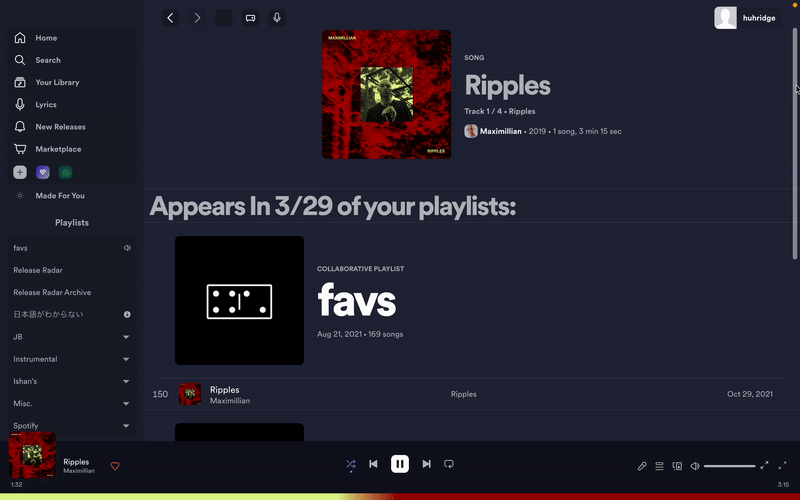 huhridge
Home
Search
Your Library
Lyrics
New Releases
Marketplace
Made For You
Playlists
favs
Release Radar
Release Radar Archive
日本語がわからない
JB
Instrumental
Ishan's
Misc.
Spotify
MAXIMILLIAN
RIPPLES
SONG
Ripples
Track 1 / 4 • Ripples
Maximillian • 2019 • 1 song, 3 min 15 sec
Appears In 3/29 of your playlists:
COLLABORATIVE PLAYLIST
favs
Aug 21, 2021 • 169 songs
150 Ripples Ripples Oct 29, 2021
Maximillian
Ripples
Maximillian
1:32
3:15